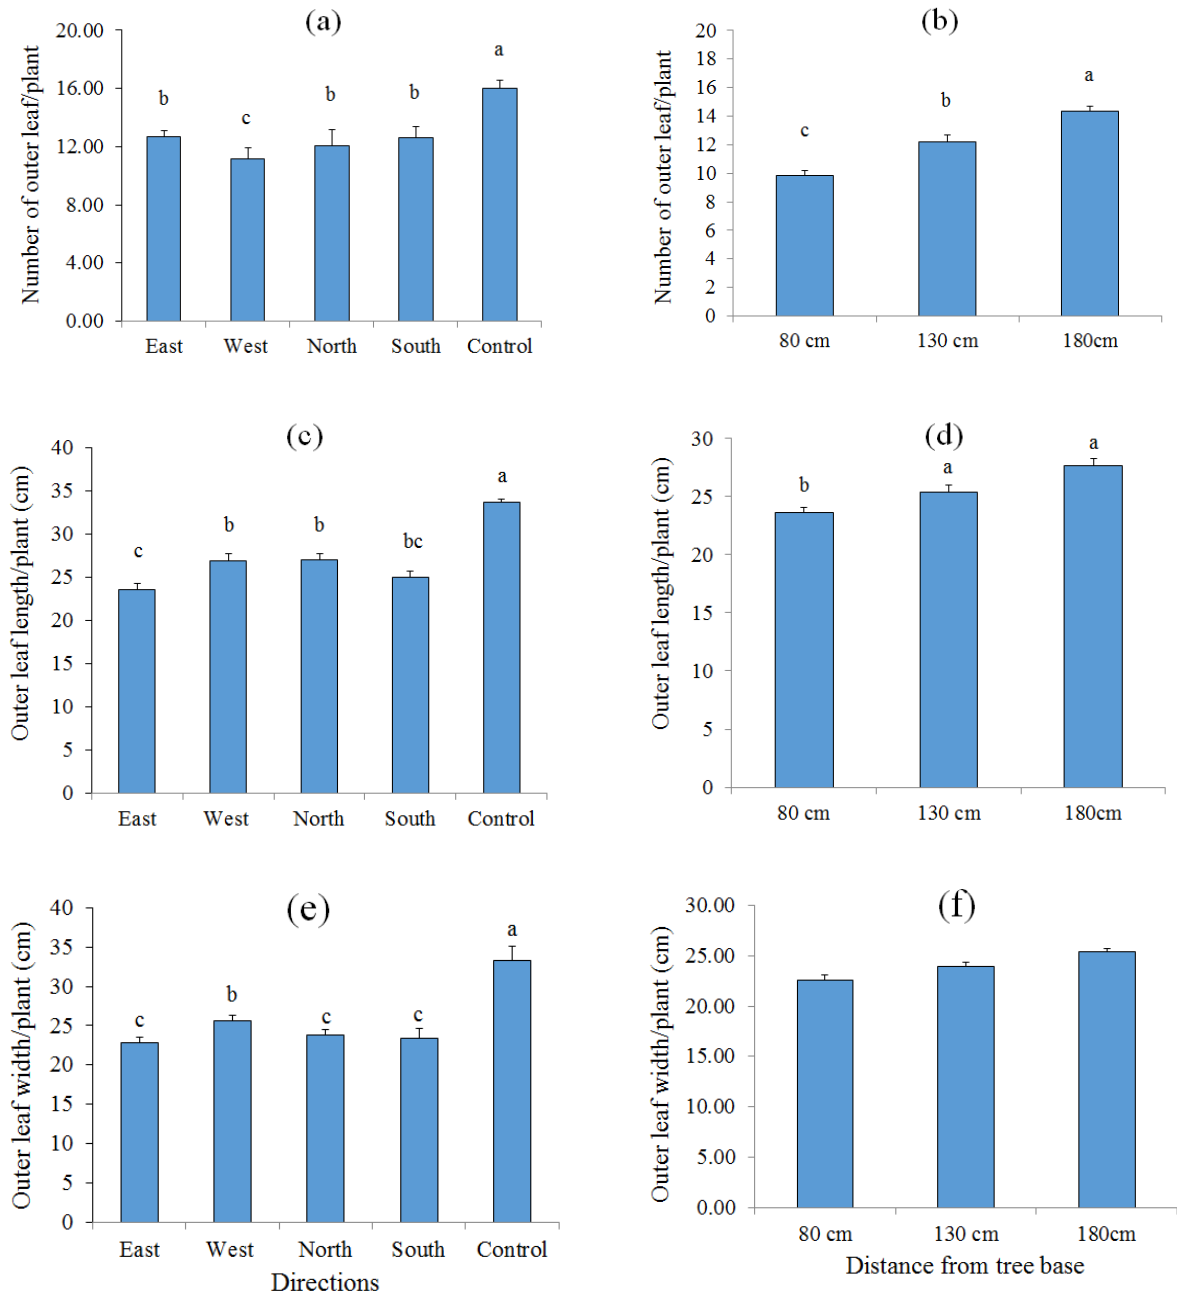 (a)
Number of outer leaf/plant
20.00
16.00
12.00
8.00
4.00
0.00
b
c
b
b
a
East West North South Control
(b)
Number of outer leaf/plant
20
18
16
14
12
10
8
6
4
2
0
c
b
a
80 cm 130 cm 180cm
(c)
Outer leaf length/plant (cm)
40
35
30
25
20
15
10
5
0
c
b
b
bc
a
East West North South Control
(d)
Outer leaf length/plant (cm)
30
25
20
15
10
5
0
b
a
a
80 cm 130 cm 180cm
(e)
Outer leaf width/plant (cm)
40
35
30
25
20
15
10
5
0
c
b
c
c
a
East West North South Control
Directions
(f)
Outer leaf width/plant (cm)
30.00
25.00
20.00
15.00
10.00
5.00
0.00
80 cm 130 cm 180cm
Distance from tree base